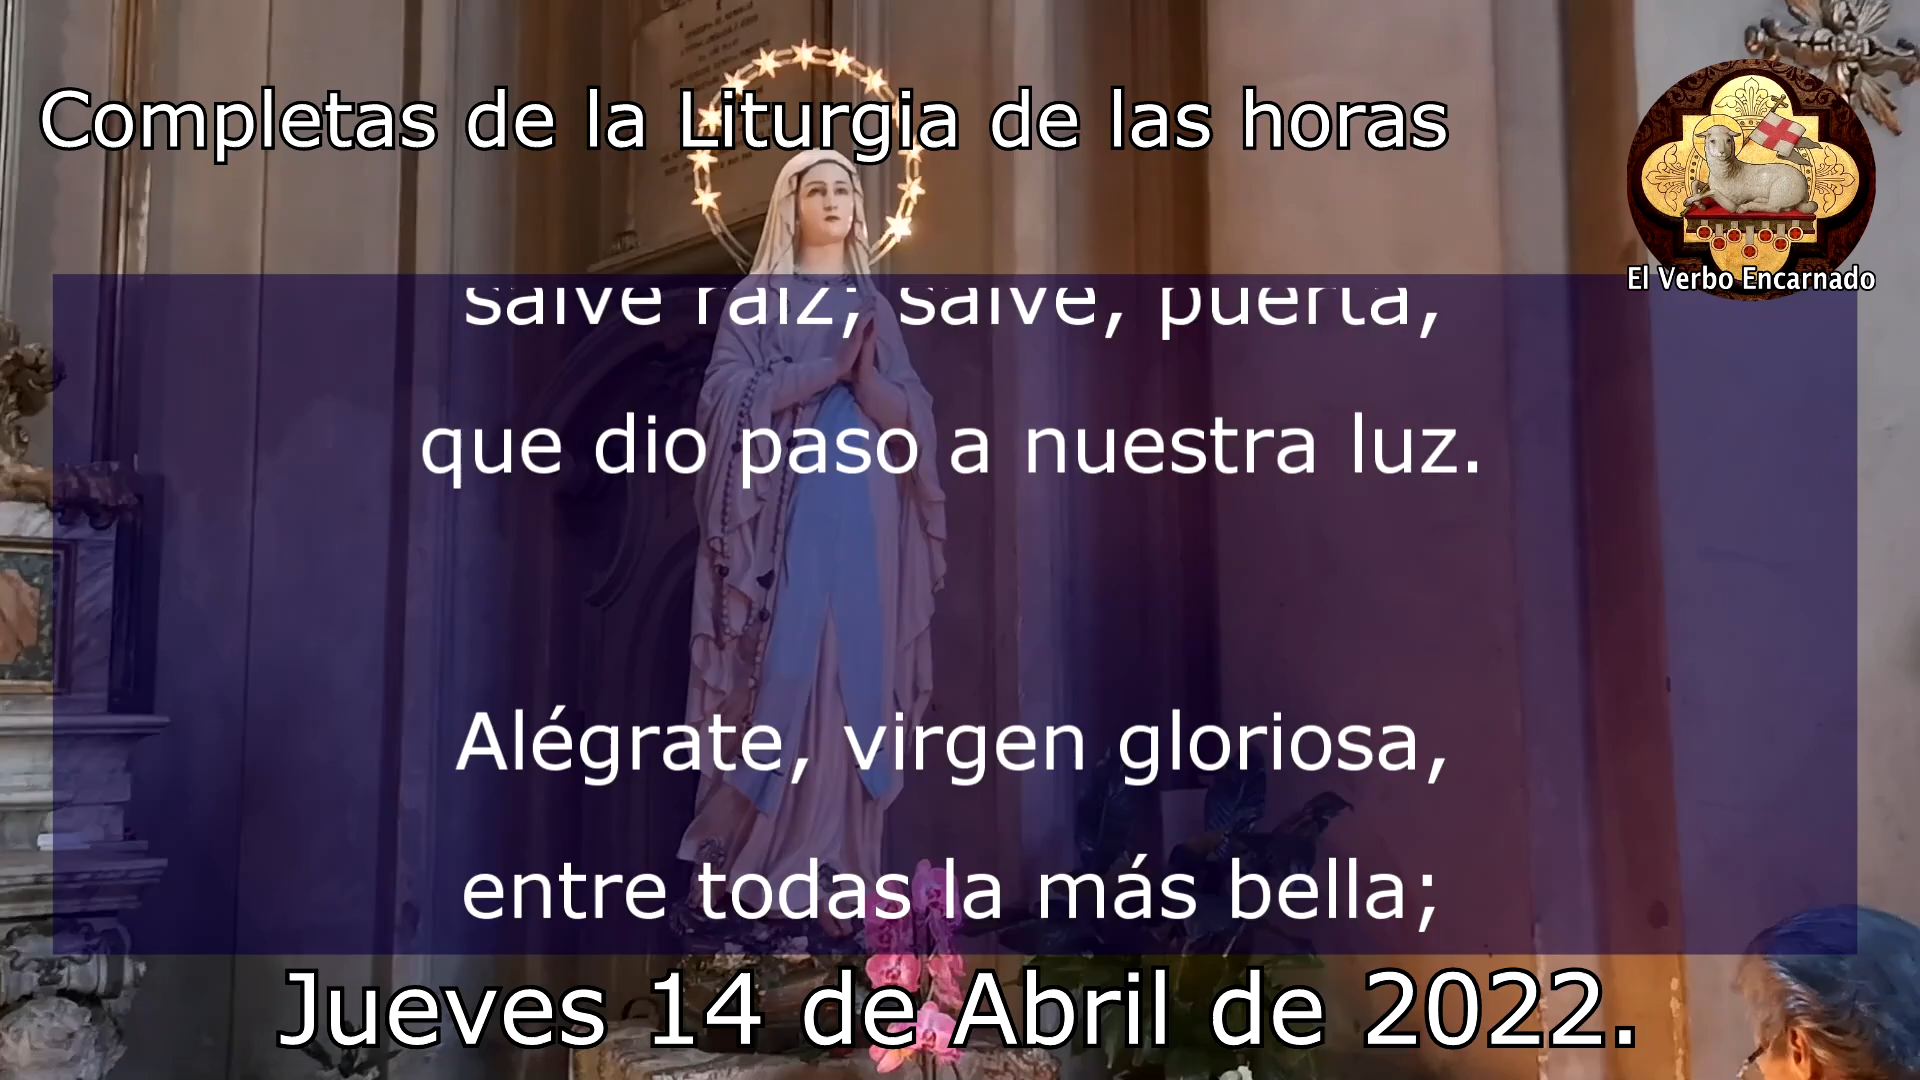 Completas de la Liturgia de las horas
El Verbo Encarnado
salve raíz; salve, puerta,
que dio paso a nuestra luz.
Alégrate, virgen gloriosa,
entre todas la más bella;
Jueves 14 de Abril de 2022.